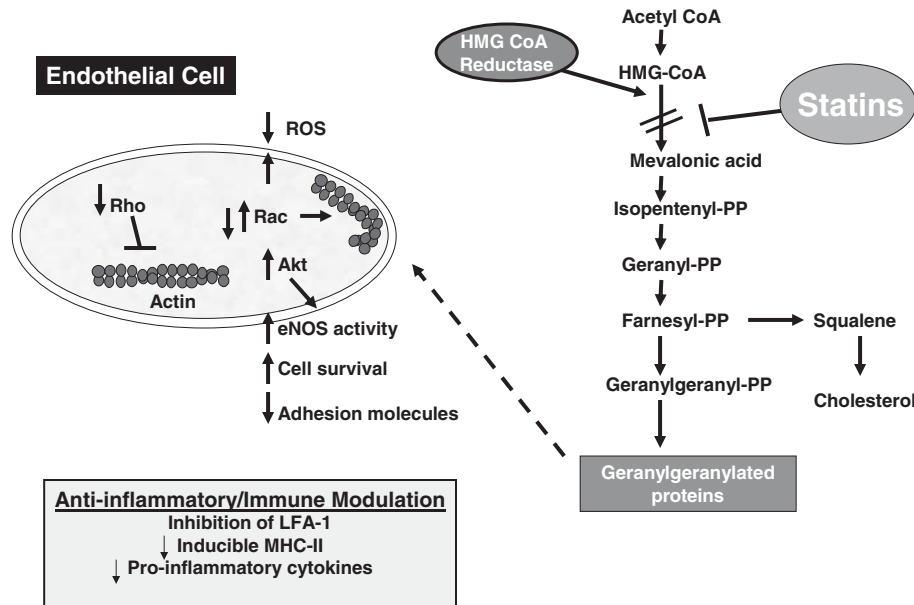 Acetyl CoA
HMG CoA
Reductase
HMG-CoA
Statins
Mevalonic acid
Isopentenyl-PP
Geranyl-PP
Farnesyl-PP
Squalene
Geranylgeranyl-PP
Cholesterol
Geranylgeranylated
proteins
Endothelial Cell
ROS
Rho
Rac
Akt
Actin
eNOS activity
Cell survival
Adhesion molecules
Anti-inflammatory/Immune Modulation
Inhibition of LFA-1
↓ Inducible MHC-II
↓ Pro-inflammatory cytokines